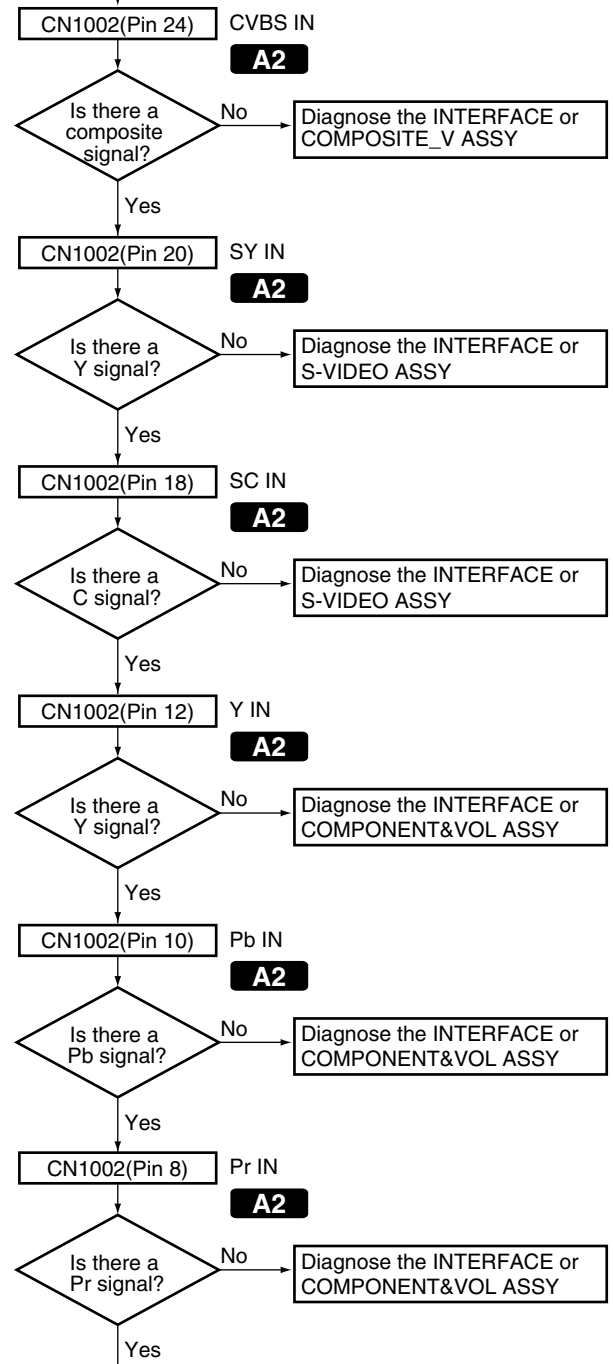 CN1002(Pin 24) CVBS IN
A2
Is there a
composite
signal?
No
Diagnose the INTERFACE or
COMPOSITE_V ASSY
Yes
CN1002(Pin 20) SY IN
A2
Is there a
Y signal?
No
Diagnose the INTERFACE or
S-VIDEO ASSY
Yes
CN1002(Pin 18) SC IN
A2
Is there a
C signal?
No
Diagnose the INTERFACE or
S-VIDEO ASSY
Yes
CN1002(Pin 12) Y IN
A2
Is there a
Y signal?
No
Diagnose the INTERFACE or
COMPONENT&VOL ASSY
Yes
CN1002(Pin 10) Pb IN
A2
Is there a
Pb signal?
No
Diagnose the INTERFACE or
COMPONENT&VOL ASSY
Yes
CN1002(Pin 8) Pr IN
A2
Is there a
Pr signal?
No
Diagnose the INTERFACE or
COMPONENT&VOL ASSY
Yes